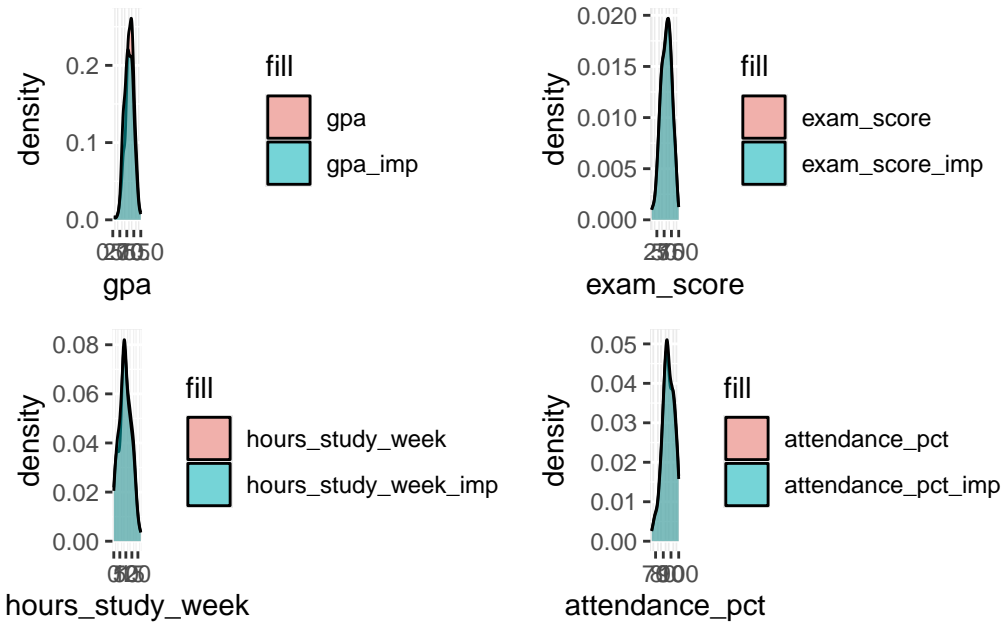 density
0.2
0.1
0.0
gpa
fill
gpa
gpa_imp
density
0.020
0.015
0.010
0.005
0.000
exam_score
fill
exam_score
exam_score_imp
density
0.08
0.06
0.04
0.02
0.00
hours_study_week
fill
hours_study_week
hours_study_week_imp
density
0.05
0.04
0.03
0.02
0.01
0.00
attendance_pct
fill
attendance_pct
attendance_pct_imp